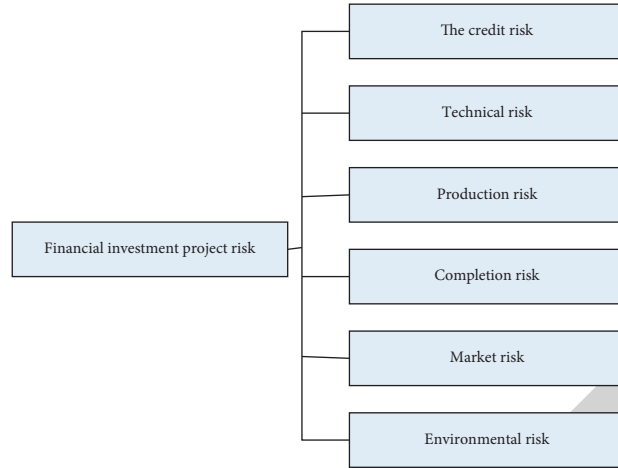 The credit risk
Technical risk
Production risk
Financial investment project risk
Completion risk
Market risk
Environmental risk